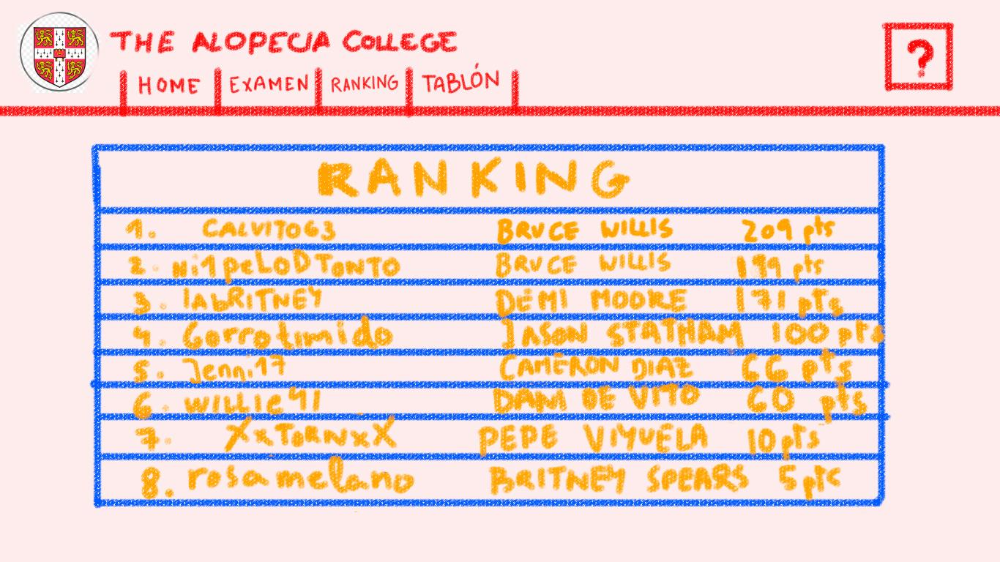 THE ALOPECIA COLLEGE
?
HOME EXAMEN RANKING TABLÓN
RANKING
1. CALVITO63 BRUCE WILLIS 209 pts
2. Ni1peLoDTONTO BRUCE WILLIS 199 pts
3. lAbRITNEY DEMI MOORE 171 pts
4. Gorrotimido JASON STATHAM 100 pts
5. Jenni17 CAMERON DIAZ 66 pts
6. WILLIE41 DANI DE VITO 60 pts
7. XxTORNxX PEPE VIYUELA 10 pts
8. rosamelano BRITNEY SPEARS 5 pts